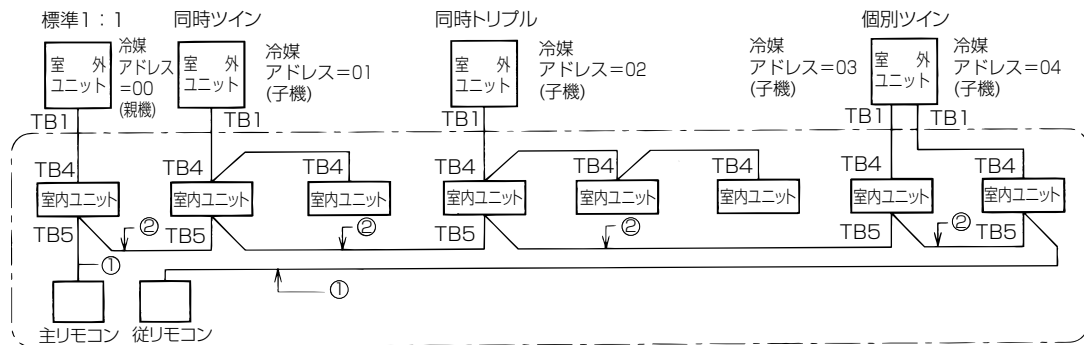 標準1:1
同時ツイン
同時トリプル
個別ツイン
室 外
ユニット
冷媒
アドレス
=00
(親機)
室 外
ユニット
冷媒
アドレス=01
(子機)
室 外
ユニット
冷媒
アドレス=02
(子機)
冷媒
アドレス=03
(子機)
室 外
ユニット
冷媒
アドレス=04
(子機)
TB1
TB1
TB1
TB1
TB1
TB4
TB4
TB4
TB4
TB4
TB4
TB4
室内ユニット
室内ユニット
室内ユニット
室内ユニット
室内ユニット
室内ユニット
室内ユニット
室内ユニット
TB5
②
TB5
②
TB5
②
TB5
②
TB5
①
①
主リモコン
従リモコン